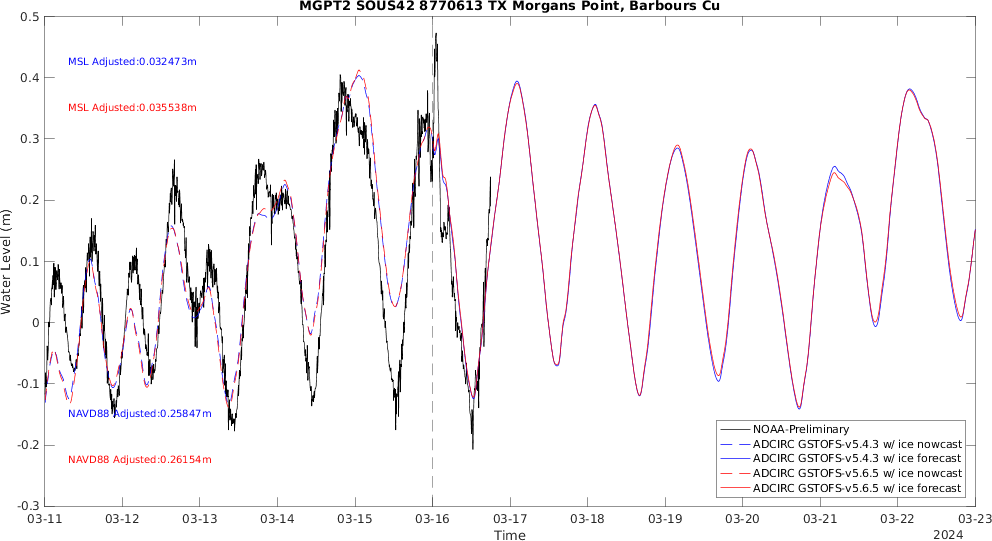 MGPT2 SOUS42 8770613 TX Morgans Point, Barbours Cu
0.5
0.4
0.3
0.2
0.1
0
-0.1
-0.2
-0.3
Water Level (m)
MSL Adjusted:0.032473m
MSL Adjusted:0.035538m
NAVD88 Adjusted:0.25847m
NAVD88 Adjusted:0.26154m
NOAA-Preliminary
ADCIRC GSTOFS-v5.4.3 w/ ice nowcast
ADCIRC GSTOFS-v5.4.3 w/ ice forecast
ADCIRC GSTOFS-v5.6.5 w/ ice nowcast
ADCIRC GSTOFS-v5.6.5 w/ ice forecast
03-11 03-12 03-13 03-14 03-15 03-16 03-17 03-18 03-19 03-20 03-21 03-22 03-23
Time
2024